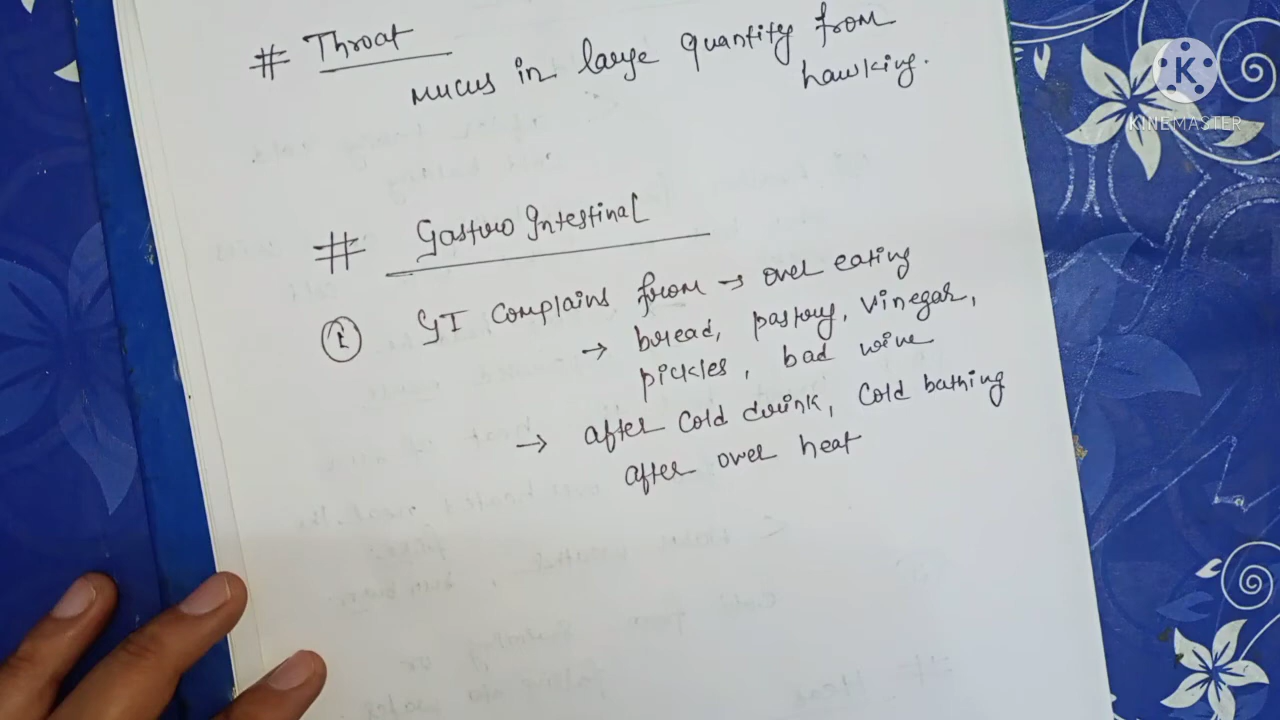 # Throat
mucus in large quantity from
hawking.
# Gastro Intestinal
① GI Complains from → over eating
→ bread, pastry, vinegar,
pickles, bad wine
→ after cold drink, cold bathing
after over heat
K
KINEMASTER